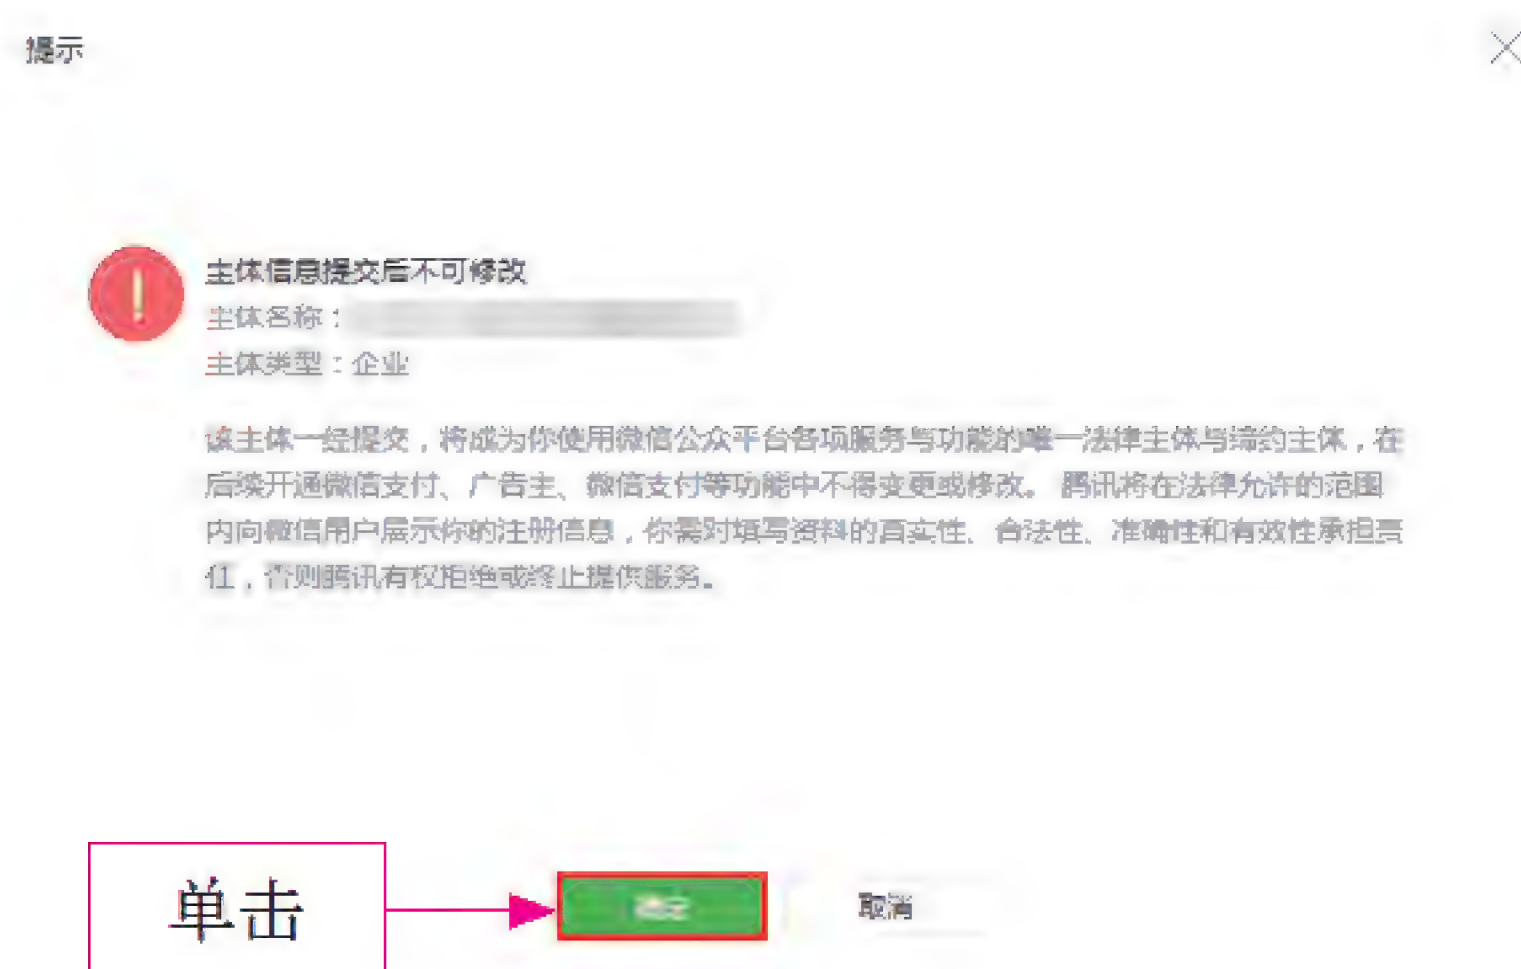 提示
主体信息提交后不可修改
主体名称：
主体类型：企业
该主体一经提交，将成为你使用微信公众平台各项服务与功能的唯一法律主体与缔约主体，在
后续开通微信支付、广告主、微信支付等功能中不得变更或修改。 腾讯将在法律允许的范围
内向微信用户展示你的注册信息，你需对填写资料的真实性、合法性、准确性和有效性承担责
任，否则腾讯有权拒绝或终止提供服务。
单击
确定
取消